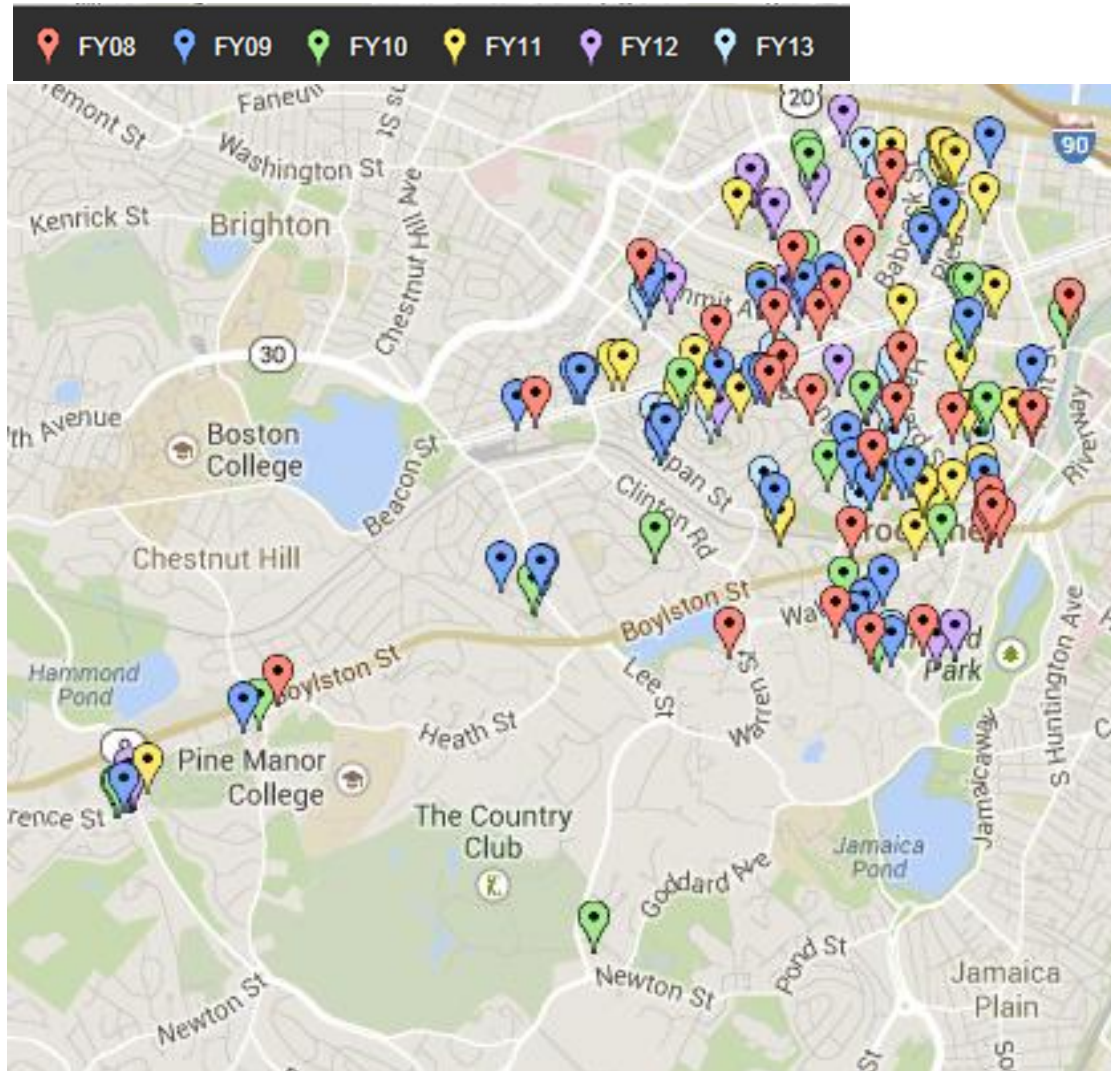 FY08 FY09 FY10 FY11 FY12 FY13
20
Faneuil
Washington St
90
Kenrick St
Brighton
Chestnut Hill Ave
Babcock St
30
Boston
College
Beacon St
Riverway
Clinton Rd
Chestnut Hill
Boylston St
Hammond
Pond
Boylston St
Lee St
Warren St
Park
S Huntington Ave
Heath St
Pine Manor
College
Jamaicaway
The Country
Club
Jamaica
Pond
Goddard Ave
Newton St
Newton St
Pond St
Jamaica
Plain
St